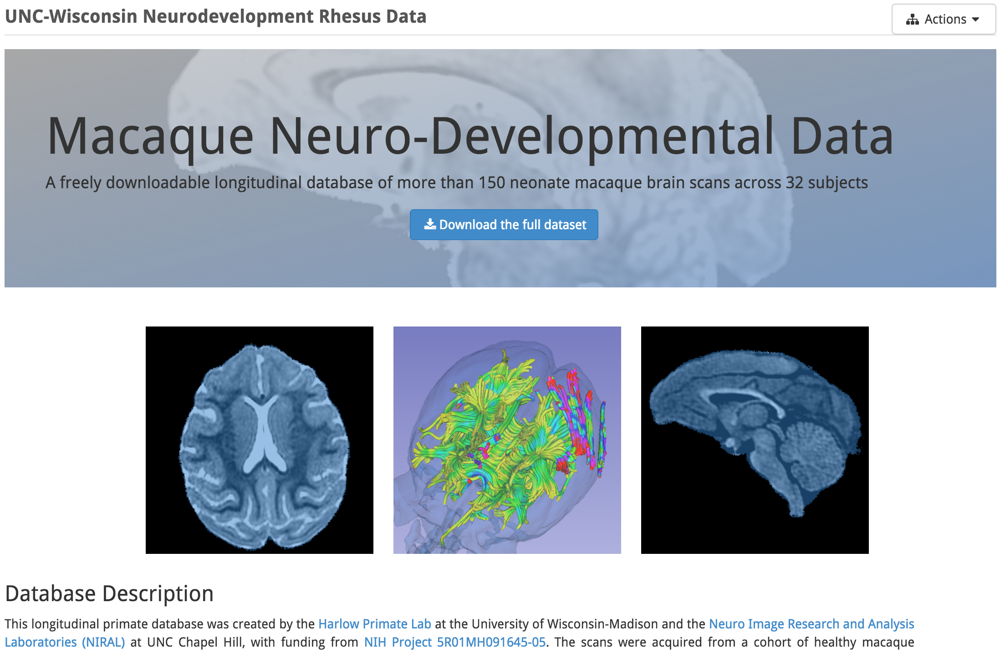 UNC-Wisconsin Neurodevelopment Rhesus Data
Actions
Macaque Neuro-Developmental Data
A freely downloadable longitudinal database of more than 150 neonate macaque brain scans across 32 subjects
Download the full dataset
Database Description
This longitudinal primate database was created by the Harlow Primate Lab at the University of Wisconsin-Madison and the Neuro Image Research and Analysis
Laboratories (NIRAL) at UNC Chapel Hill, with funding from NIH Project 5R01MH091645-05. The scans were acquired from a cohort of healthy macaque